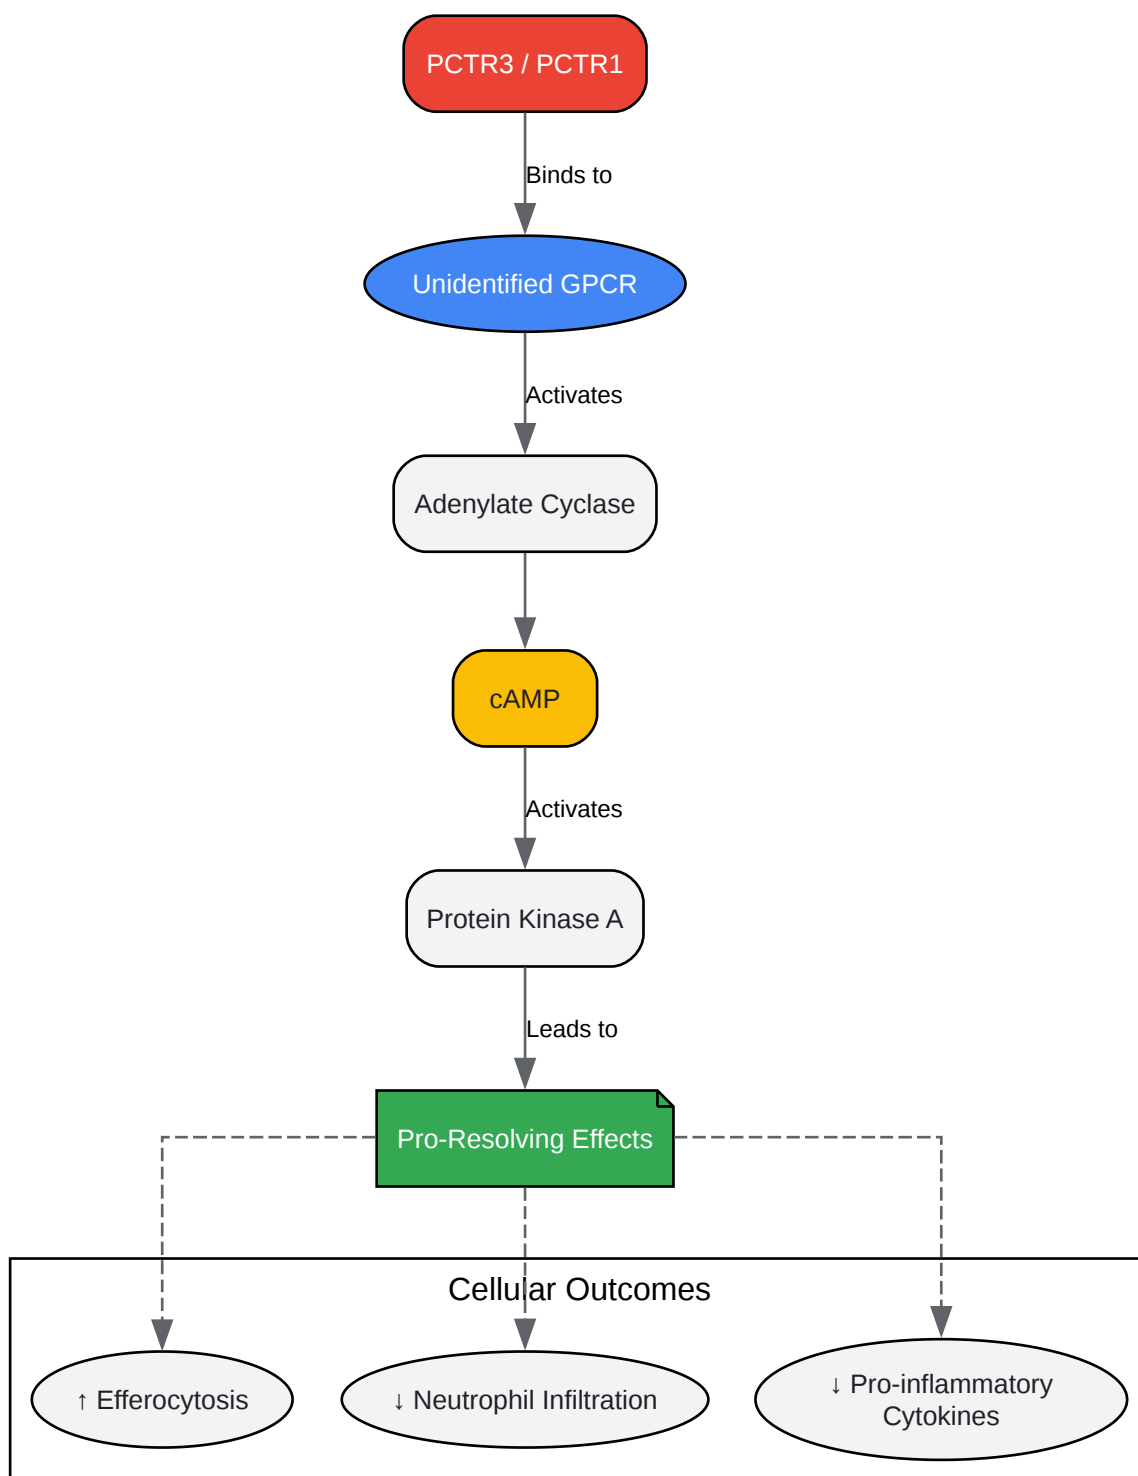 PCTR3 / PCTR1
Binds to
Unidentified GPCR
Activates
Adenylate Cyclase
cAMP
Activates
Protein Kinase A
Leads to
Pro-Resolving Effects
Cellular Outcomes
↑ Efferocytosis
↓ Neutrophil Infiltration
↓ Pro-inflammatory
Cytokines